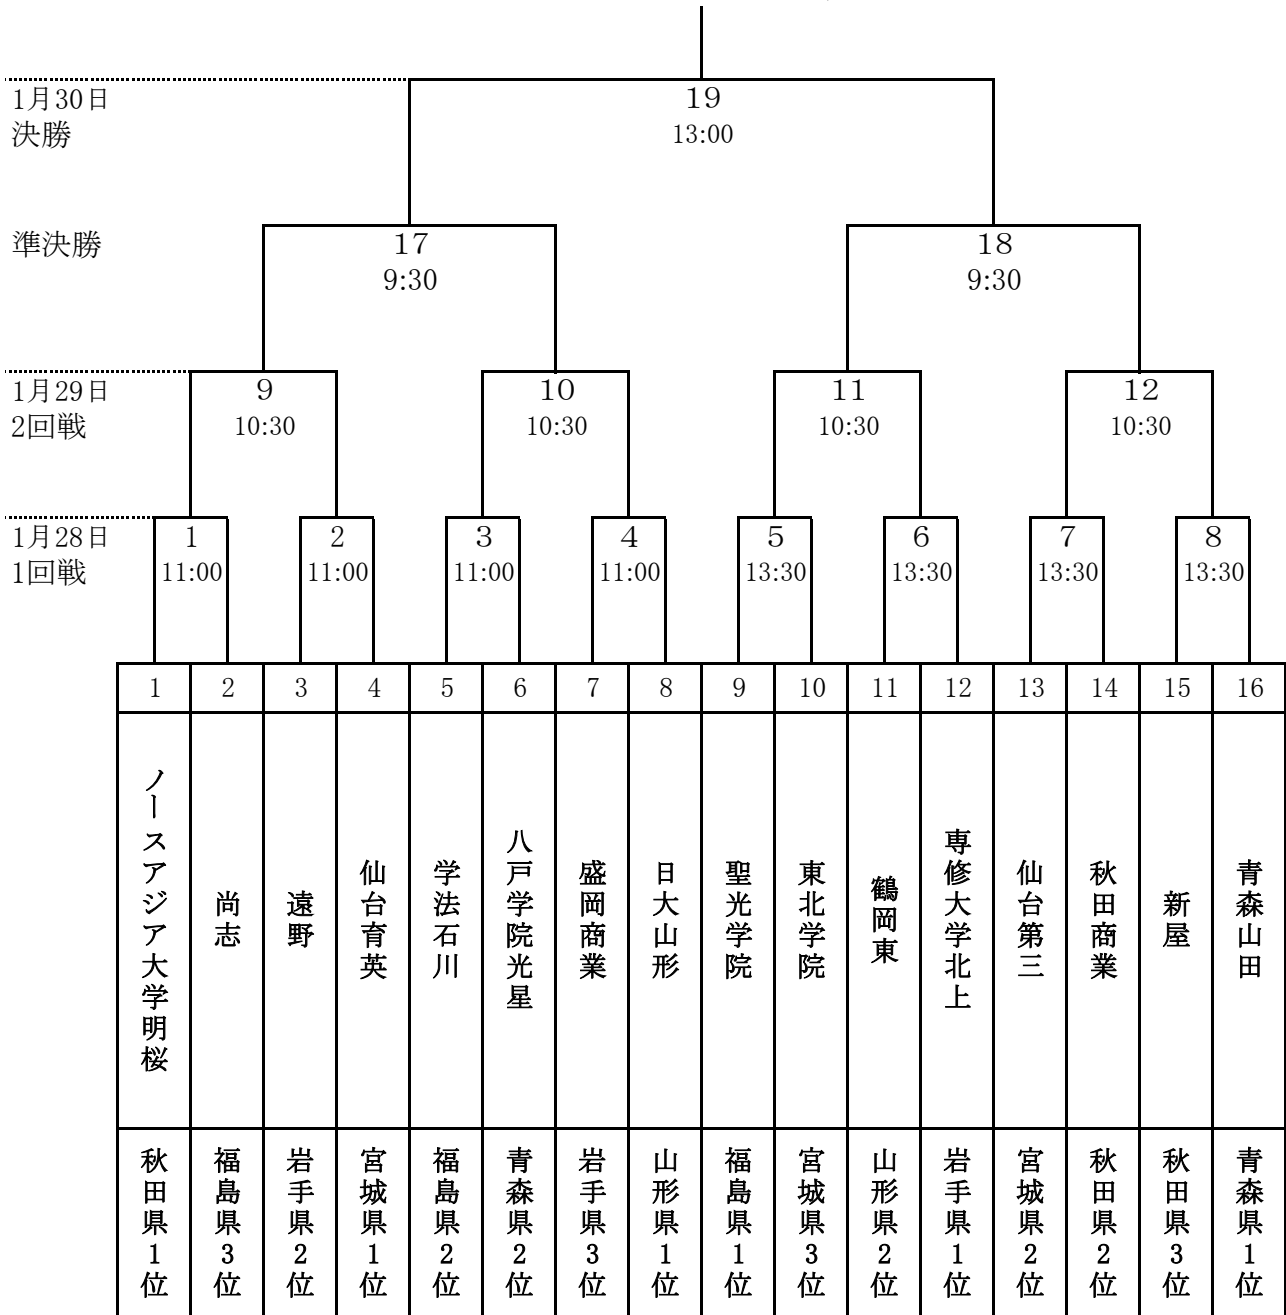 1月30日
決勝
19
13:00
準決勝
17
9:30
18
9:30
1月29日
2回戦
9
10:30
10
10:30
11
10:30
12
10:30
1月28日
1回戦
1
11:00
2
11:00
3
11:00
4
11:00
5
13:30
6
13:30
7
13:30
8
13:30
1 2 3 4 5 6 7 8 9 10 11 12 13 14 15 16
ノースアジア大学明桜
尚志
遠野
仙台育英
学法石川
八戸学院光星
盛岡商業
日大山形
聖光学院
東北学院
鶴岡東
専修大学北上
仙台第三
秋田商業
新屋
青森山田
秋田県1位
福島県3位
岩手県2位
宮城県1位
福島県2位
青森県2位
岩手県3位
山形県1位
福島県1位
宮城県3位
山形県2位
岩手県1位
宮城県2位
秋田県2位
秋田県3位
青森県1位